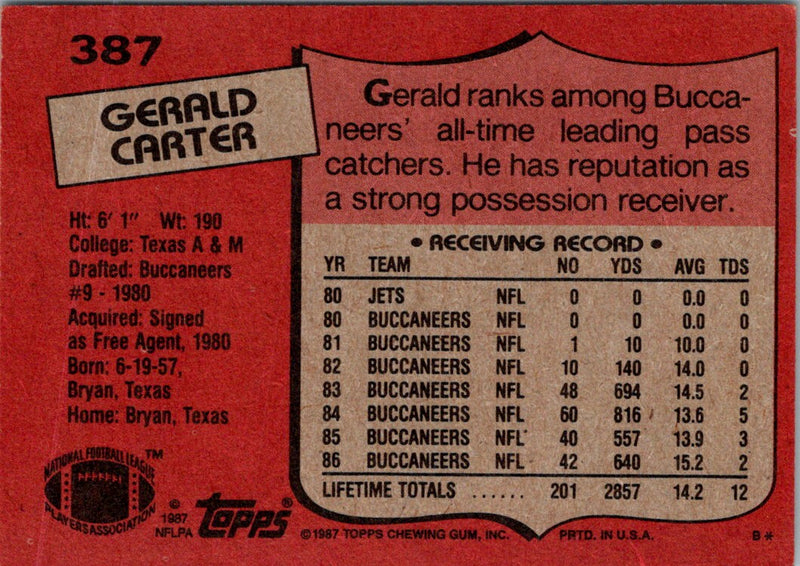 387
GERALD
CARTER
Ht: 6' 1" Wt: 190
College: Texas A & M
Drafted: Buccaneers
#9 - 1980
Acquired: Signed
as Free Agent, 1980
Born: 6-19-57,
Bryan, Texas
Home: Bryan, Texas
NATIONAL FOOTBALL LEAGUE
PLAYERS ASSOCIATION
TM
© 1987
NFLPA
Topps®
Gerald ranks among Bucca-
neers' all-time leading pass
catchers. He has reputation as
a strong possession receiver.
• RECEIVING RECORD •
YR TEAM NO YDS AVG TDS
80 JETS NFL 0 0 0.0 0
80 BUCCANEERS NFL 0 0 0.0 0
81 BUCCANEERS NFL 1 10 10.0 0
82 BUCCANEERS NFL 10 140 14.0 0
83 BUCCANEERS NFL 48 694 14.5 2
84 BUCCANEERS NFL 60 816 13.6 5
85 BUCCANEERS NFL 40 557 13.9 3
86 BUCCANEERS NFL 42 640 15.2 2
LIFETIME TOTALS ...... 201 2857 14.2 12
© 1987 TOPPS CHEWING GUM, INC. PRTD. IN U.S.A. B*